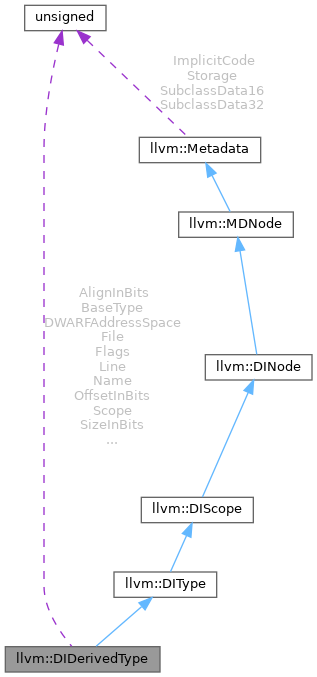 unsigned
ImplicitCode
Storage
SubclassData16
SubclassData32
llvm::Metadata
llvm::MDNode
AlignInBits
BaseType
DWARFAddressSpace
File
Flags
Line
Name
OffsetInBits
Scope
SizeInBits
...
llvm::DINode
llvm::DIScope
llvm::DIType
llvm::DIDerivedType